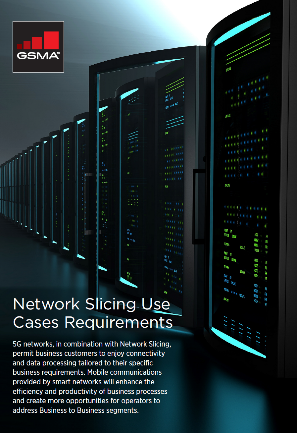 GSMA
Network Slicing Use
Cases Requirements
5G networks, in combination with Network Slicing,
permit business customers to enjoy connectivity
and data processing tailored to their specific
business requirements. Mobile communications
provided by smart networks will enhance the
efficiency and productivity of business processes
and create more opportunities for operators to
address Business to Business segments.